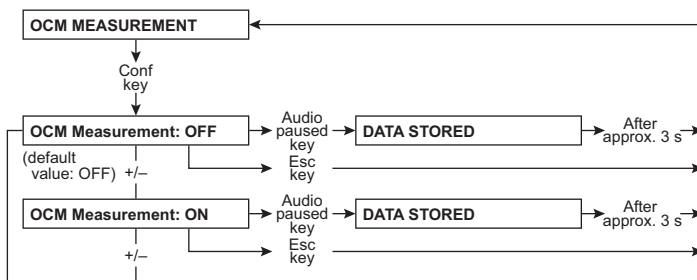 OCM MEASUREMENT
Conf
key
OCM Measurement: OFF
Audio
paused
key
DATA STORED
After
approx. 3 s
(default
value: OFF)
+/–
Esc
key
OCM Measurement: ON
Audio
paused
key
DATA STORED
After
approx. 3 s
+/–
Esc
key